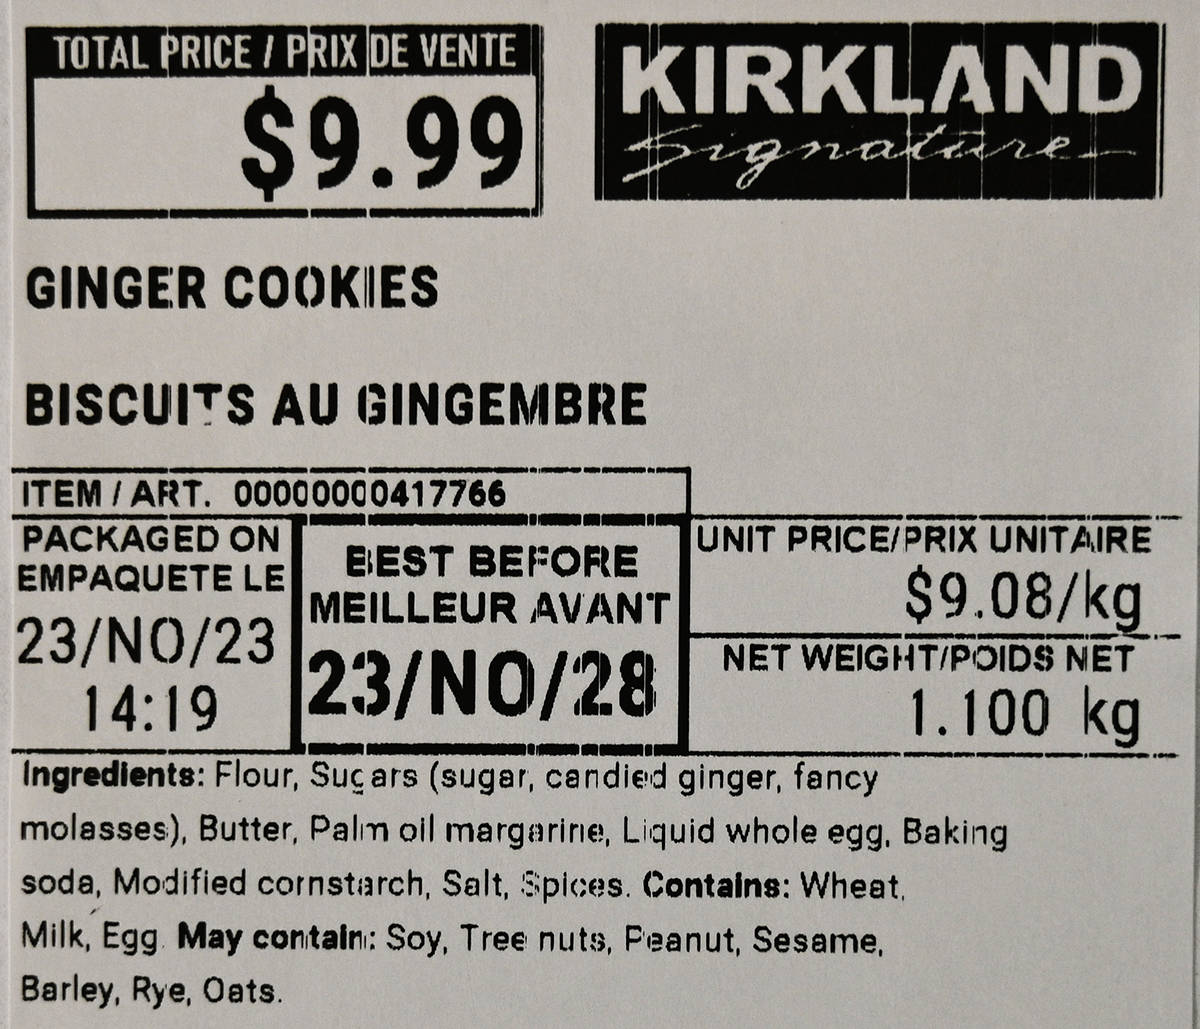 TOTAL PRICE / PRIX DE VENTE
$9.99
KIRKLAND
Signature
GINGER COOKIES
BISCUITS AU GINGEMBRE
ITEM / ART. 00000000417766
PACKAGED ON
EMPAQUETE LE
23/NO/23
14:19
BEST BEFORE
MEILLEUR AVANT
23/NO/28
UNIT PRICE/PRIX UNITAIRE
$9.08/kg
NET WEIGHT/POIDS NET
1.100 kg
Ingredients: Flour, Sugars (sugar, candied ginger, fancy
molasses), Butter, Palm oil margarine, Liquid whole egg, Baking
soda, Modified cornstarch, Salt, Spices. Contains: Wheat,
Milk, Egg. May contain: Soy, Tree nuts, Peanut, Sesame,
Barley, Rye, Oats.